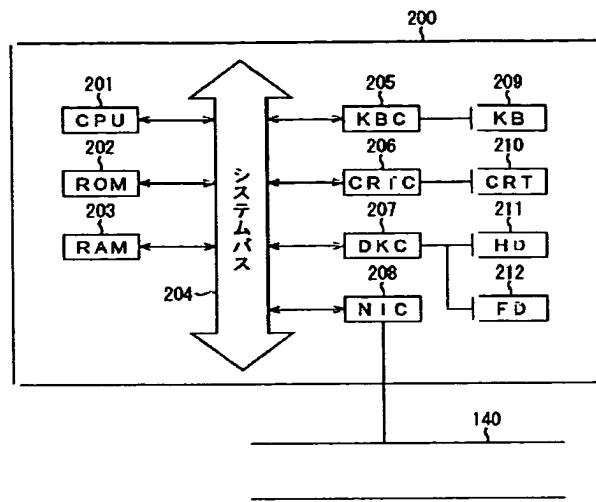 200
201
CPU
202
ROM
203
RAM
204
システムバス
205
KBC
206
CRTC
207
DKC
208
NIC
209
KB
210
CRT
211
HD
212
FD
140